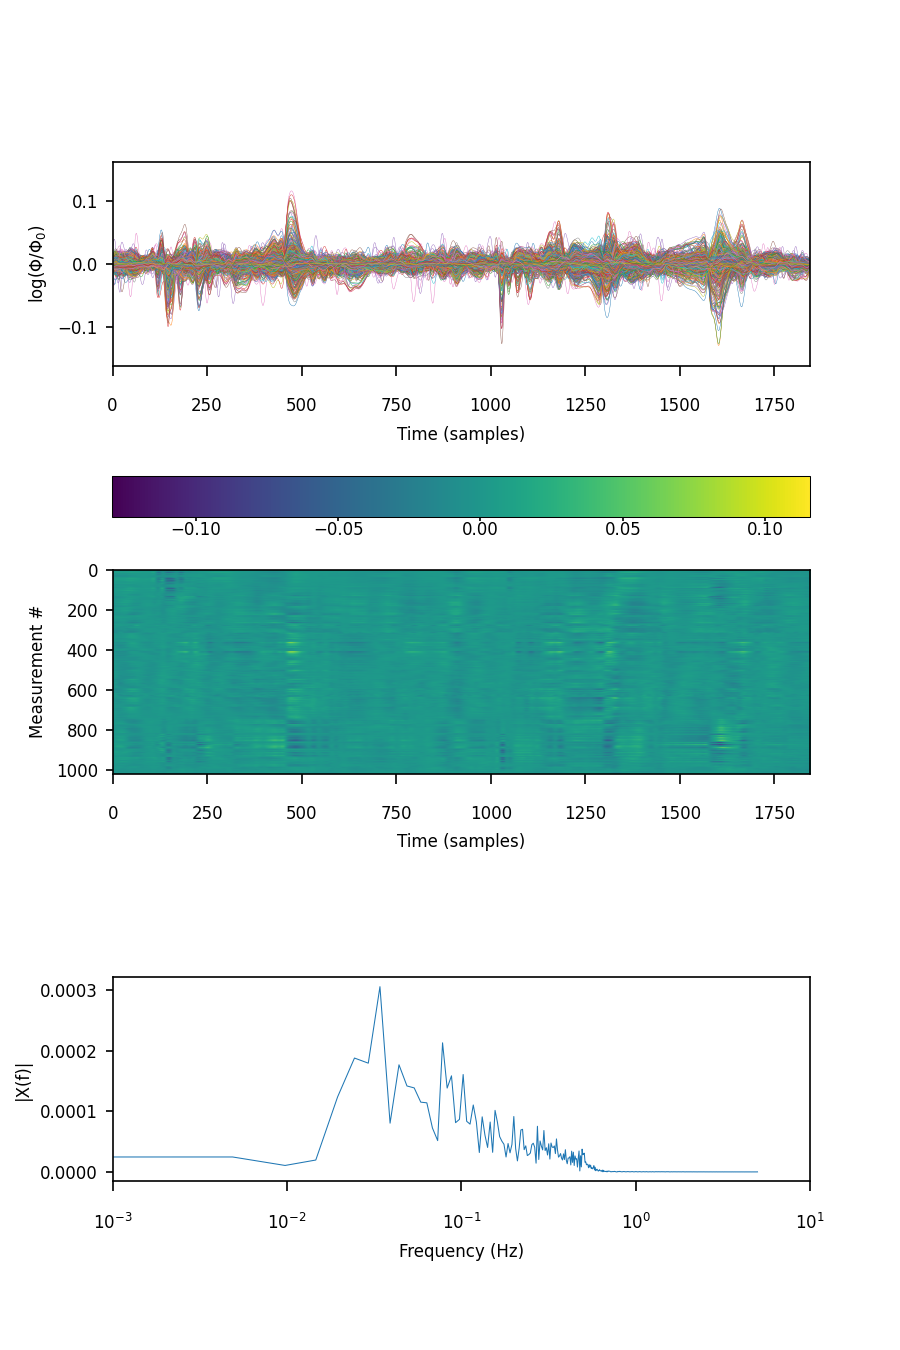 log(Φ/Φ₀)
0.1
0.0
−0.1
0 250 500 750 1000 1250 1500 1750
Time (samples)
−0.10 −0.05 0.00 0.05 0.10
Measurement #
0
200
400
600
800
1000
0 250 500 750 1000 1250 1500 1750
Time (samples)
|X(f)|
0.0003
0.0002
0.0001
0.0000
10⁻³ 10⁻² 10⁻¹ 10⁰ 10¹
Frequency (Hz)